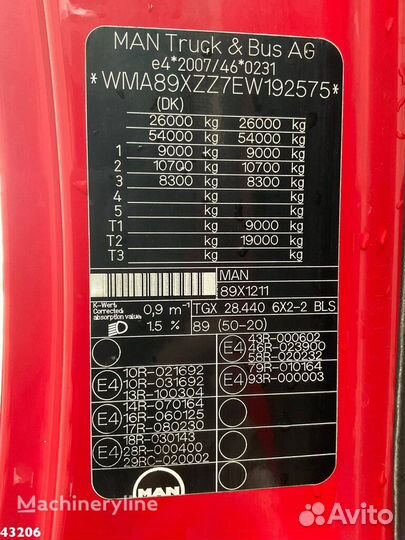 MAN Truck & Bus AG
e4*2007/46*0231
*WMA89XZZ7EW192575*
(DK)
26000 kg 26000 kg
54000 kg 54000 kg
1 9000 kg 9000 kg
2 10700 kg 10700 kg
3 8300 kg 8300 kg
4 kg kg
5 kg kg
T1 kg 9000 kg
T2 kg 19000 kg
T3 kg kg
MAN
89X1211
K-Wert
Corrected absorption value: 0,9 m⁻¹ TGX 28.440 6X2-2 BLS
1.5 % 89 (50-20)
43R-000602
E4 46R-023900
58R-020232
79R-010164
E4 93R-000003
10R-021692
E4 10R-031692
13R-100304
14R-070164
E4 16R-060125
17R-080230
18R-030143
E4 28R-000400
29RC-020002
MAN
Machineryline
43206
Avito